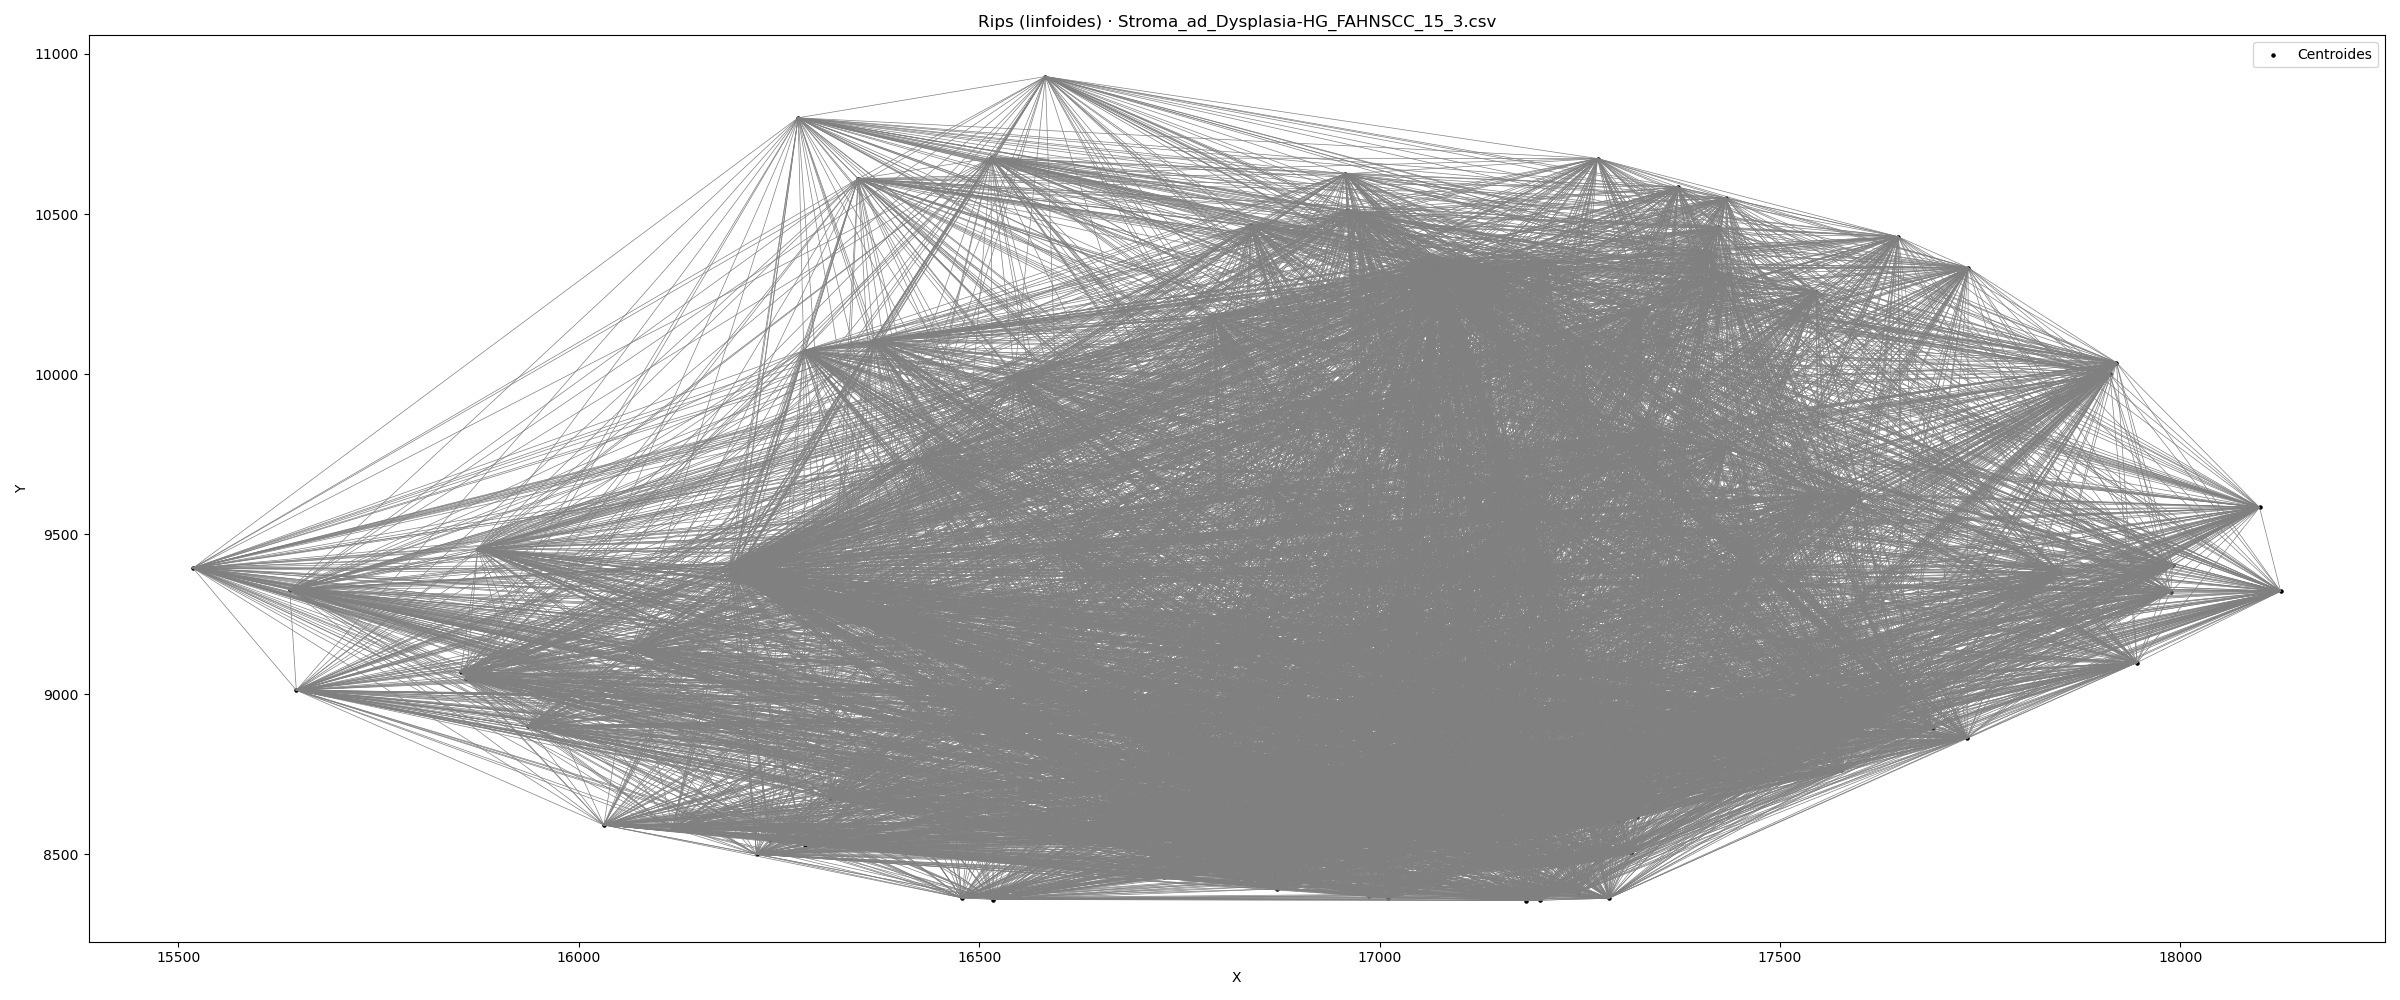 Rips (linfoides) · Stroma_ad_Dysplasia-HG_FAHNSCC_15_3.csv
Centroides
11000
10500
10000
9500
9000
8500
Y
15500 16000 16500 17000 17500 18000
X